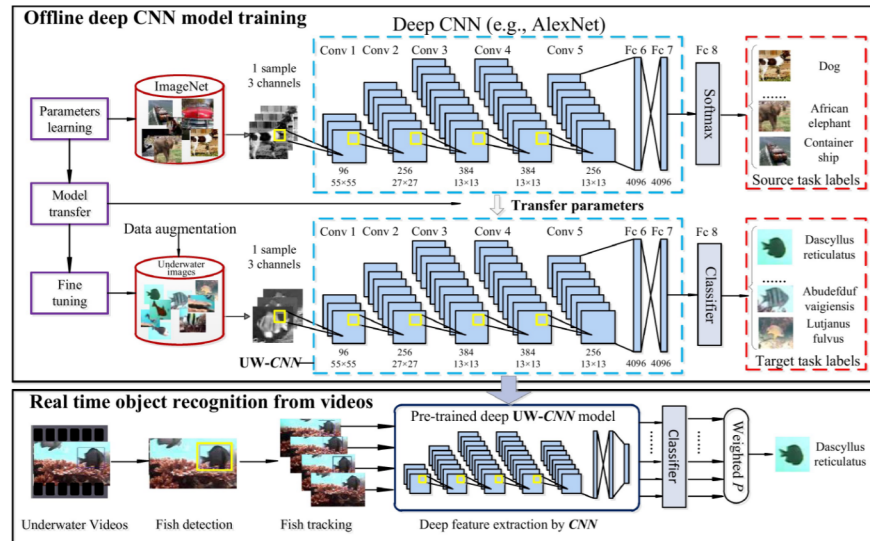 Offline deep CNN model training
Deep CNN (e.g., AlexNet)
Parameters learning
ImageNet
1 sample
3 channels
Conv 1 Conv 2 Conv 3 Conv 4 Conv 5 Fc 6 Fc 7 Fc 8
Softmax
Dog
......
African elephant
Container ship
96 256 384 384 256 4096 4096
55×55 27×27 13×13 13×13 13×13
Source task labels
Model transfer
Transfer parameters
Data augmentation
Underwater images
Fine tuning
1 sample
3 channels
Conv 1 Conv 2 Conv 3 Conv 4 Conv 5 Fc 6 Fc 7 Fc 8
Classifier
Dascyllus reticulatus
......
Abudefduf vaigiensis
Lutjanus fulvus
UW-CNN
96 256 384 384 256 4096 4096
55×55 27×27 13×13 13×13 13×13
Target task labels
Real time object recognition from videos
Pre-trained deep UW-CNN model
Classifier
Weighted P
Dascyllus reticulatus
Underwater Videos
Fish detection
Fish tracking
Deep feature extraction by CNN